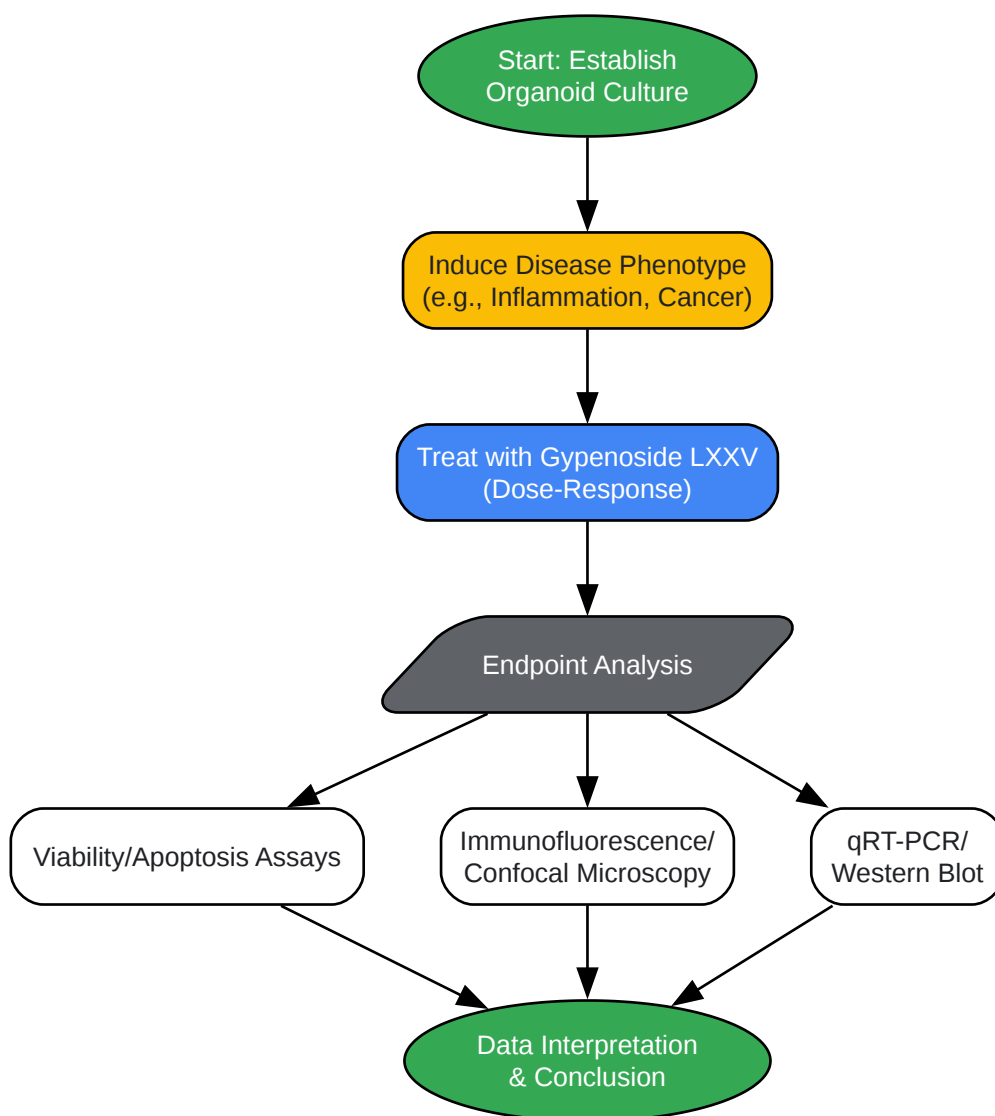 Start: Establish
Organoid Culture
Induce Disease Phenotype
(e.g., Inflammation, Cancer)
Treat with Gypenoside LXXV
(Dose-Response)
Endpoint Analysis
Viability/Apoptosis Assays
Immunofluorescence/
Confocal Microscopy
qRT-PCR/
Western Blot
Data Interpretation
& Conclusion